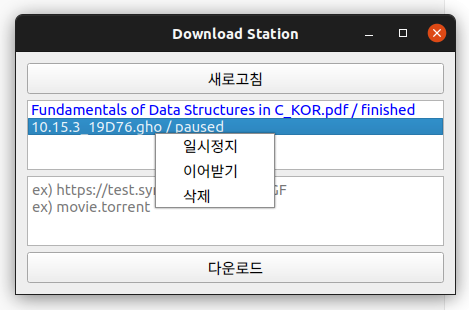 Download Station
새로고침
Fundamentals of Data Structures in C_KOR.pdf / finished
10.15.3_19D76.gho / paused
일시정지
이어받기
삭제
ex) https://test.syn GF
ex) movie.torrent
다운로드